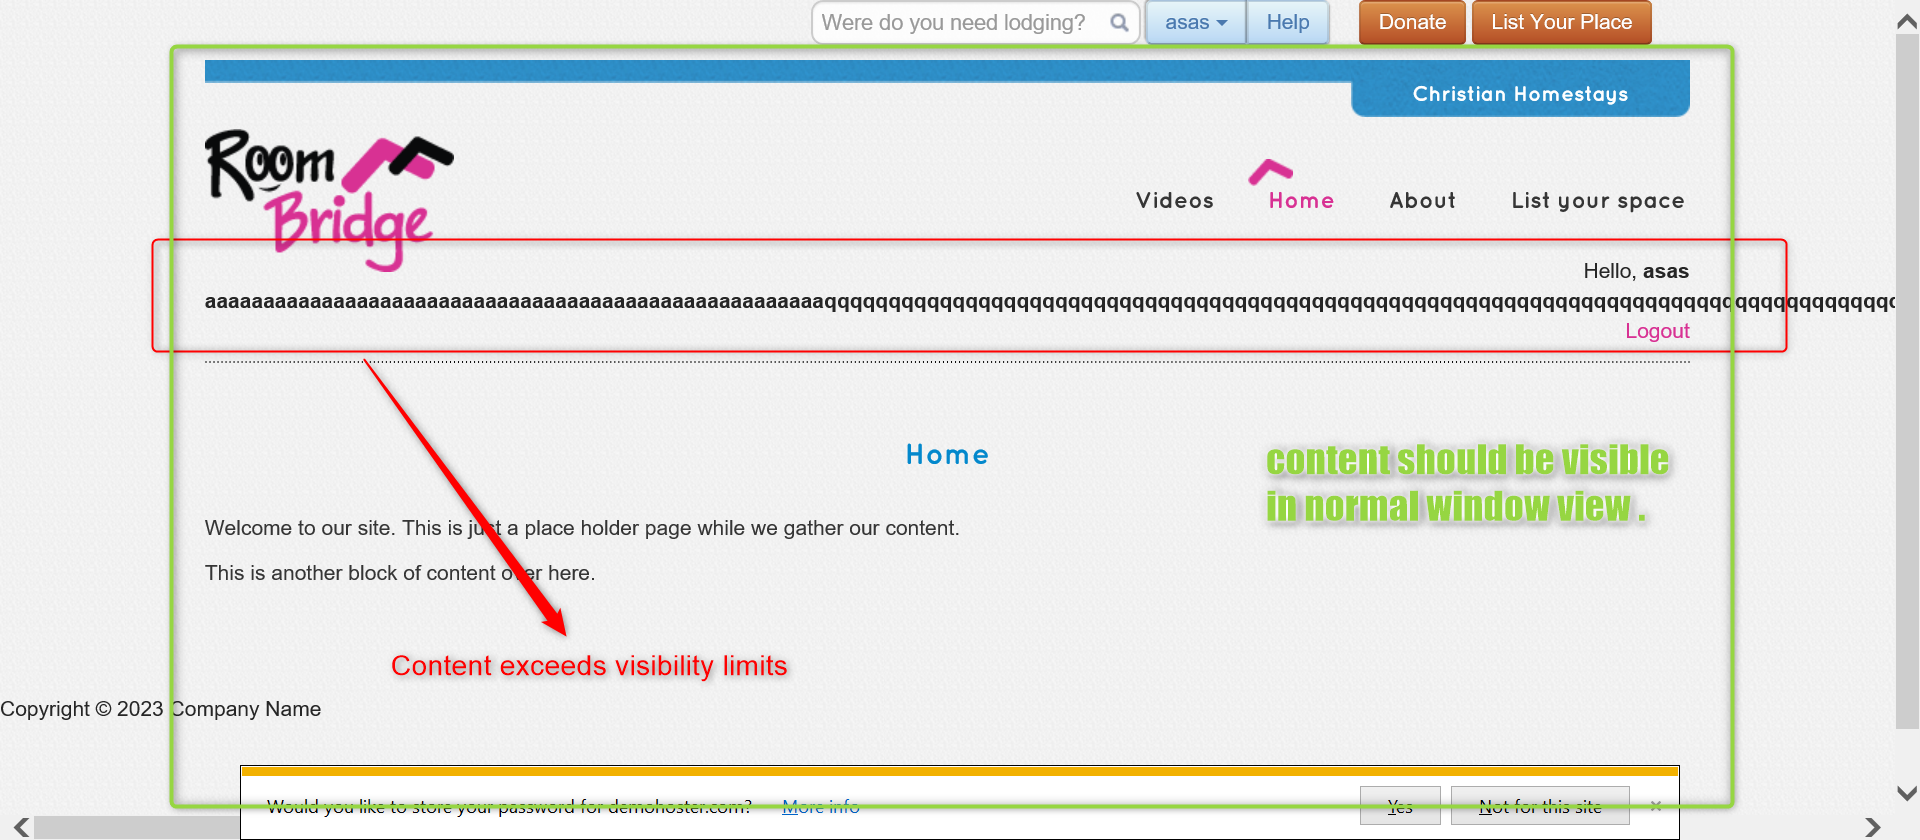 Were do you need lodging? asas Help Donate List Your Place
Christian Homestays
Room
Bridge
Videos Home About List your space
Hello, asas
Logout
Home
content should be visible
in normal window view .
Welcome to our site. This is just a place holder page while we gather our content.
This is another block of content over here.
Content exceeds visibility limits
Copyright © 2023 Company Name
Would you like to store your password for demohoster.com? More info Yes Not for this site ×